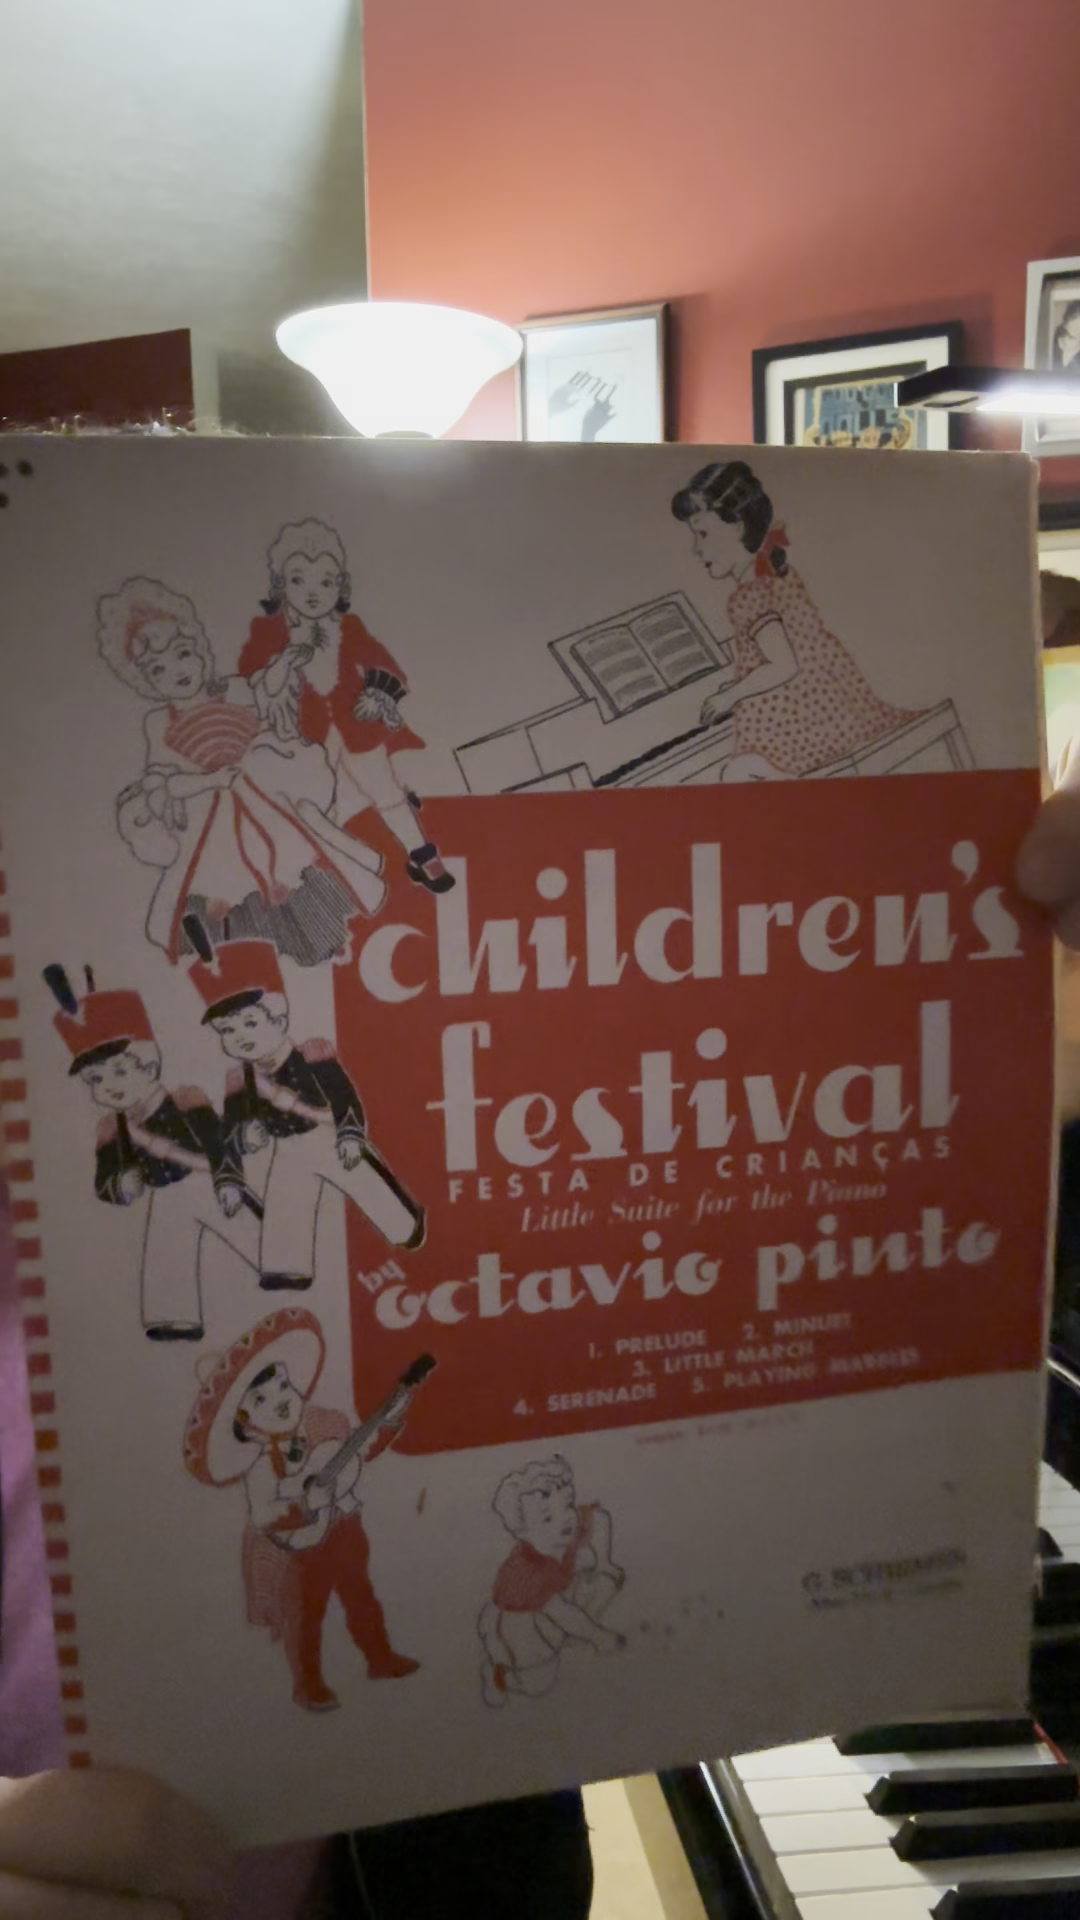 children's
festival
FESTA DE CRIANÇAS
Little Suite for the Piano
by
octavio pinto
1. PRELUDE 2. MINUET
3. LITTLE MARCH
4. SERENADE 5. PLAYING MARBLES
G. SCHIRMER